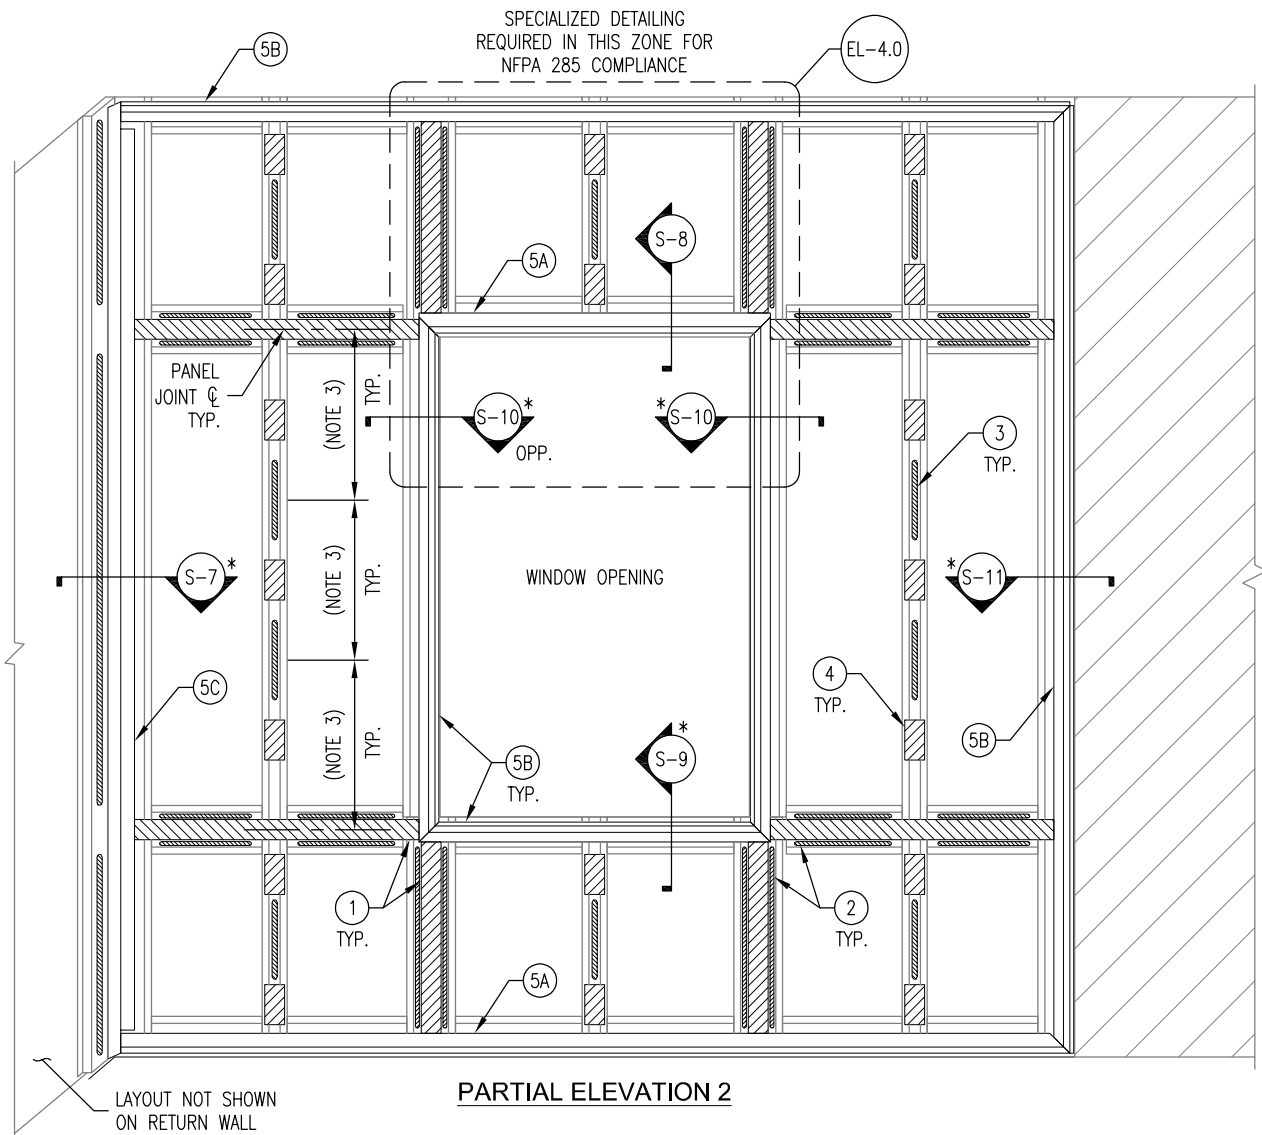 SPECIALIZED DETAILING
REQUIRED IN THIS ZONE FOR
NFPA 285 COMPLIANCE
EL-4.0
5B
S-8
5A
PANEL
JOINT ℄
TYP.
(NOTE 3)
TYP.
S-10 *
OPP.
* S-10
3
TYP.
S-7 *
(NOTE 3)
TYP.
WINDOW OPENING
* S-11
5C
4
TYP.
(NOTE 3)
TYP.
5B
TYP.
S-9 *
5B
1
TYP.
2
TYP.
5A
LAYOUT NOT SHOWN
ON RETURN WALL
PARTIAL ELEVATION 2